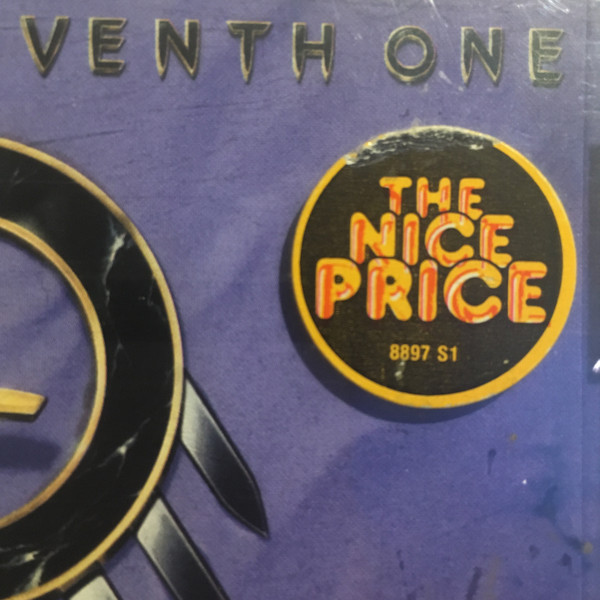 VENTH ONE
THE
NICE
PRICE
8897 S1